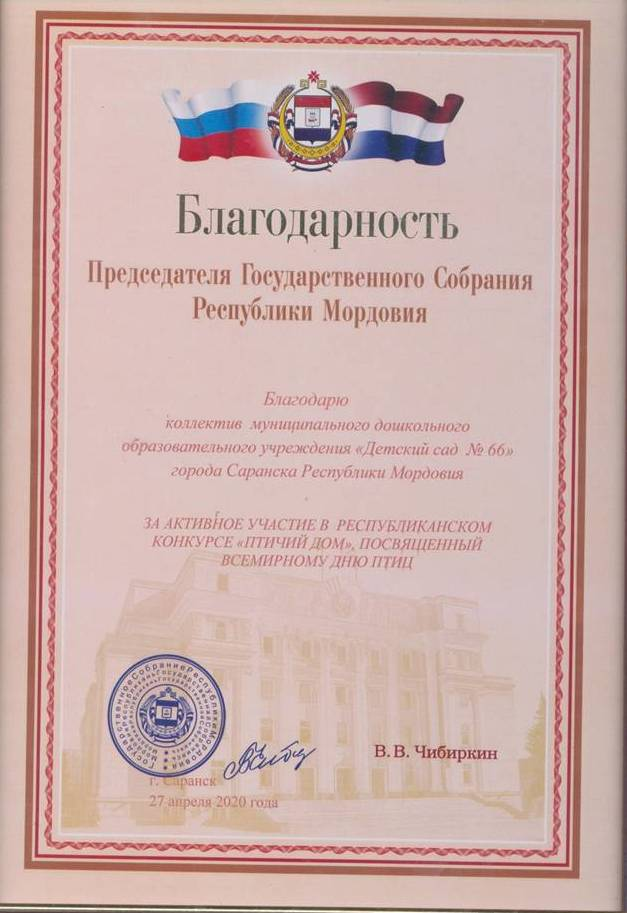 Благодарность
Председателя Государственного Собрания
Республики Мордовия
Благодарю
коллектив муниципального дошкольного
образовательного учреждения «Детский сад № 66»
города Саранска Республики Мордовия
ЗА АКТИВНОЕ УЧАСТИЕ В РЕСПУБЛИКАНСКОМ
КОНКУРСЕ «ПТИЧИЙ ДОМ», ПОСВЯЩЕННЫЙ
ВСЕМИРНОМУ ДНЮ ПТИЦ
Государственное Собрание Республики Мордовия
В. В. Чибиркин
г. Саранск
27 апреля 2020 года